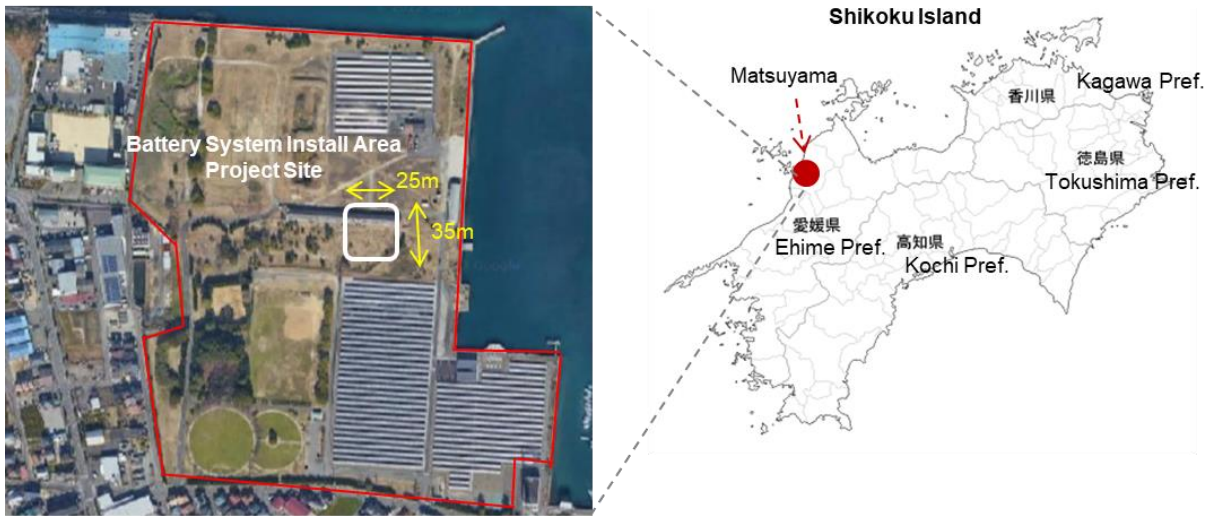 Battery System Install Area
Project Site
25m
35m
Shikoku Island
Matsuyama
香川県
Kagawa Pref.
徳島県
Tokushima Pref.
愛媛県
Ehime Pref.
高知県
Kochi Pref.